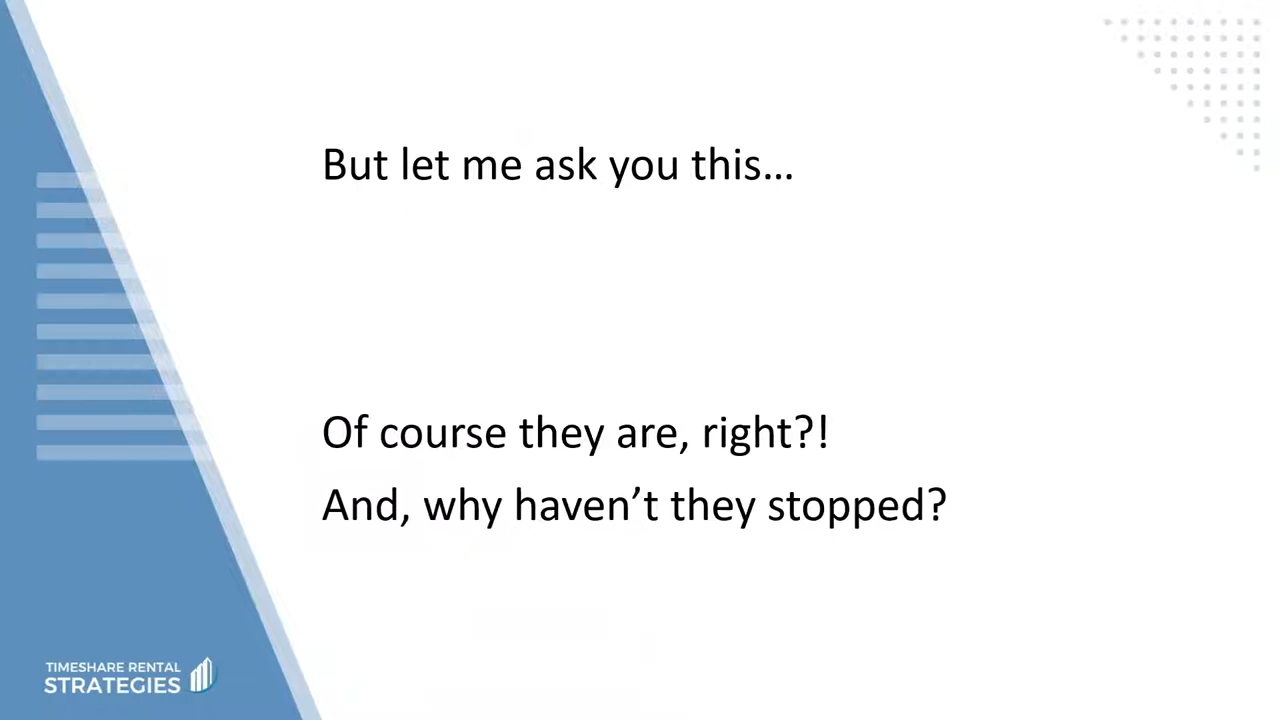 But let me ask you this…
Of course they are, right?!
And, why haven’t they stopped?
TIMESHARE RENTAL
STRATEGIES